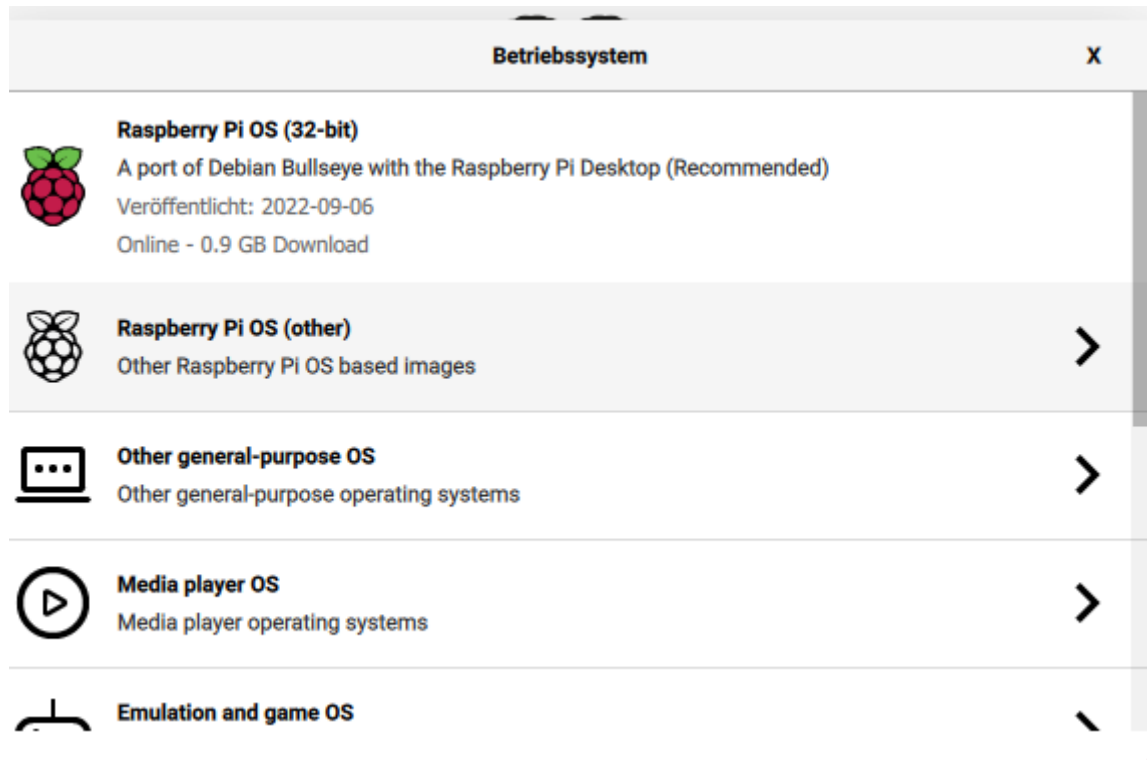 Betriebssystem X
Raspberry Pi OS (32-bit)
A port of Debian Bullseye with the Raspberry Pi Desktop (Recommended)
Veröffentlicht: 2022-09-06
Online - 0.9 GB Download
Raspberry Pi OS (other)
Other Raspberry Pi OS based images
Other general-purpose OS
Other general-purpose operating systems
Media player OS
Media player operating systems
Emulation and game OS